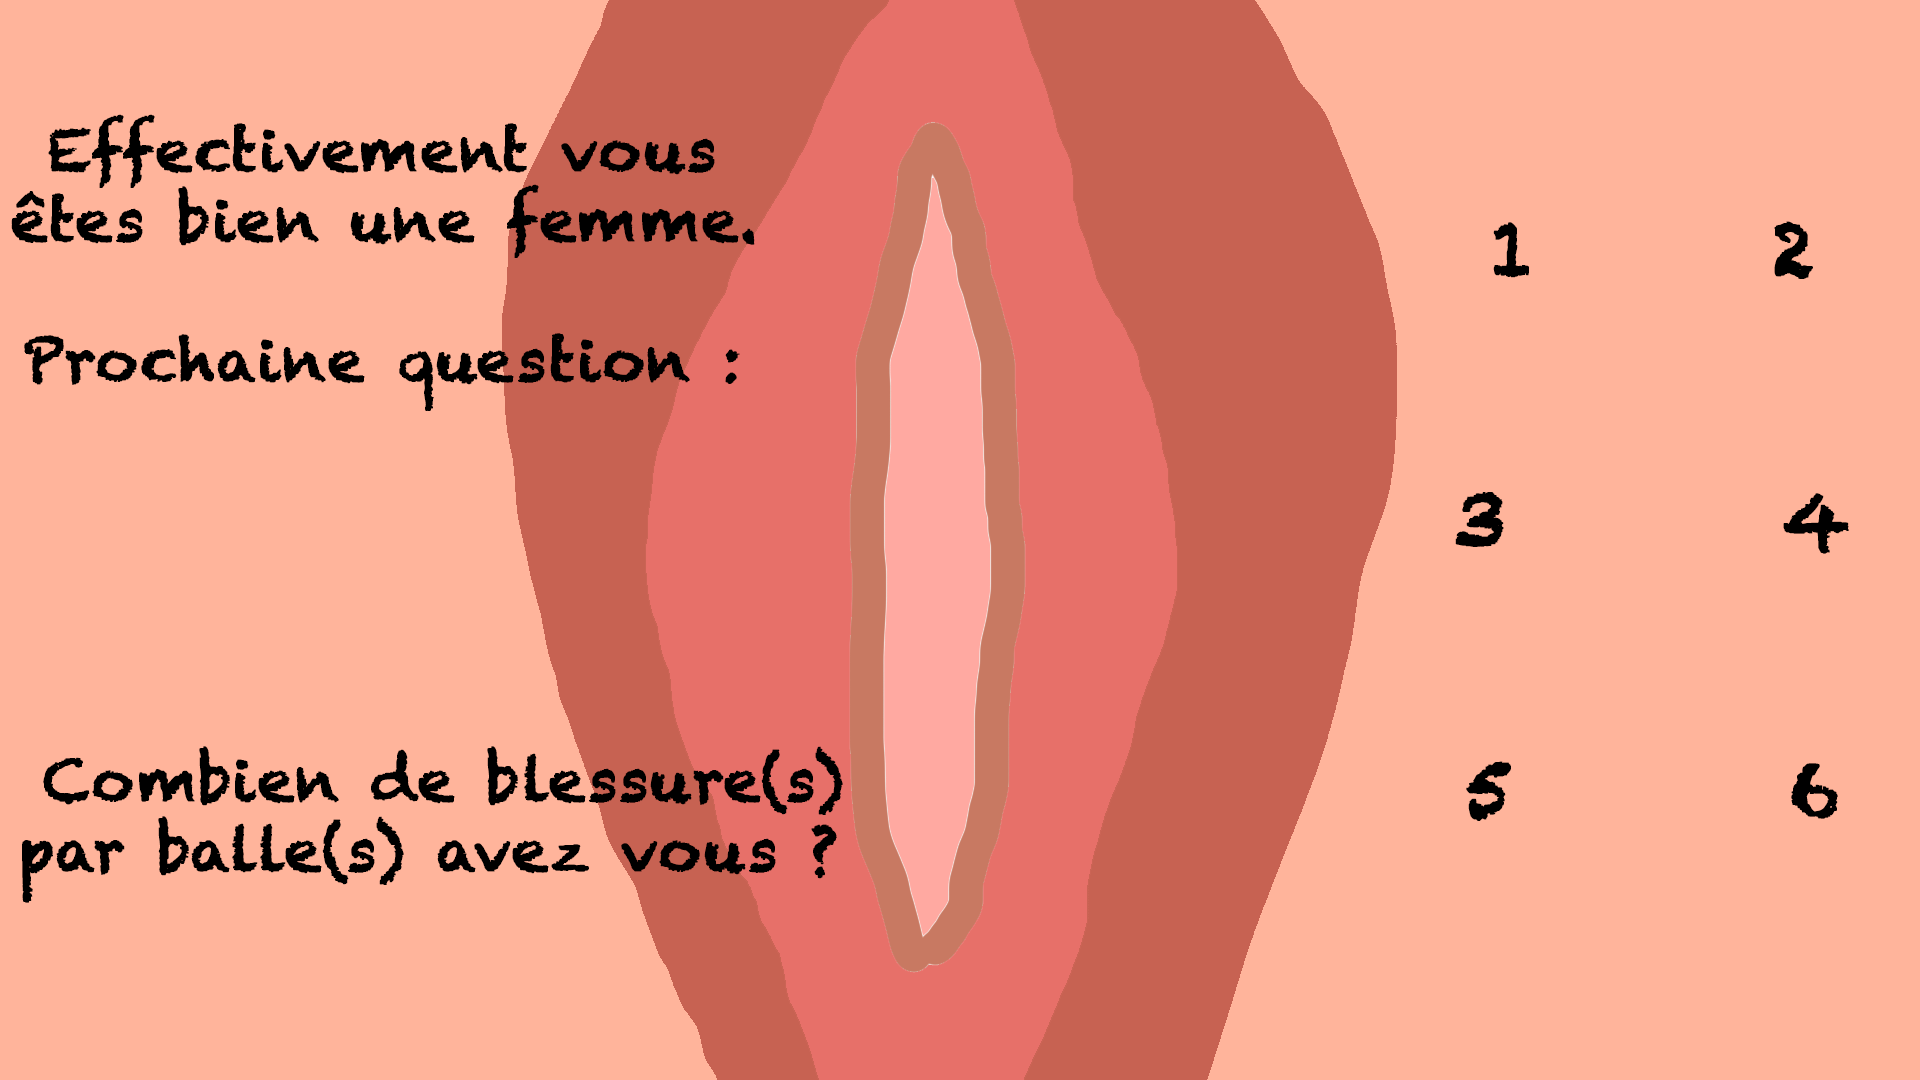 Effectivement vous
êtes bien une femme.
Prochaine question :
Combien de blessure(s)
par balle(s) avez vous ?
1 2
3 4
5 6